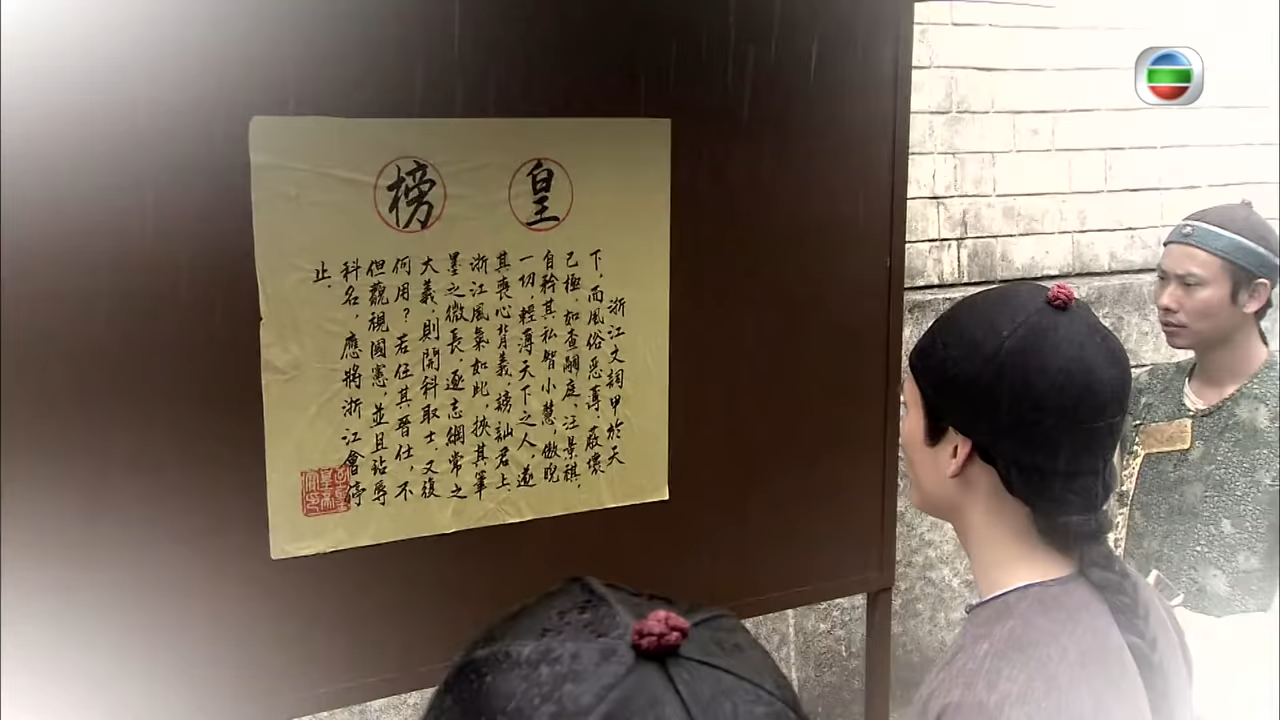 皇榜
浙江文詞甲於天
下，而風俗惡薄，蔽壞
已極，如查嗣庭，汪景祺，
自矜其私智小慧，傲睨
一切，輕薄天下之人，遂
其喪心背義，謗訕君上，
浙江風氣如此，挾其筆
墨之微長，逐志綱常之
大義，則開科取士，又復
何用？若任其晉仕，不
但藐視國憲，並且玷辱
科名，應將浙江會停
止．